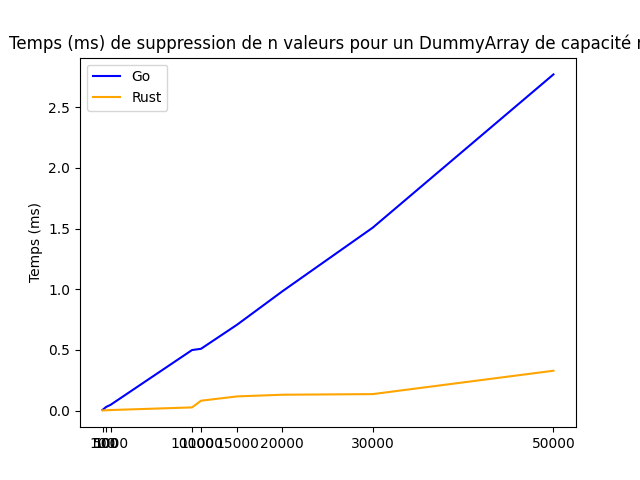 Temps (ms) de suppression de n valeurs pour un DummyArray de capacité
Go
Rust
Temps (ms)
2.5
2.0
1.5
1.0
0.5
0.0
15000
20000
30000
50000